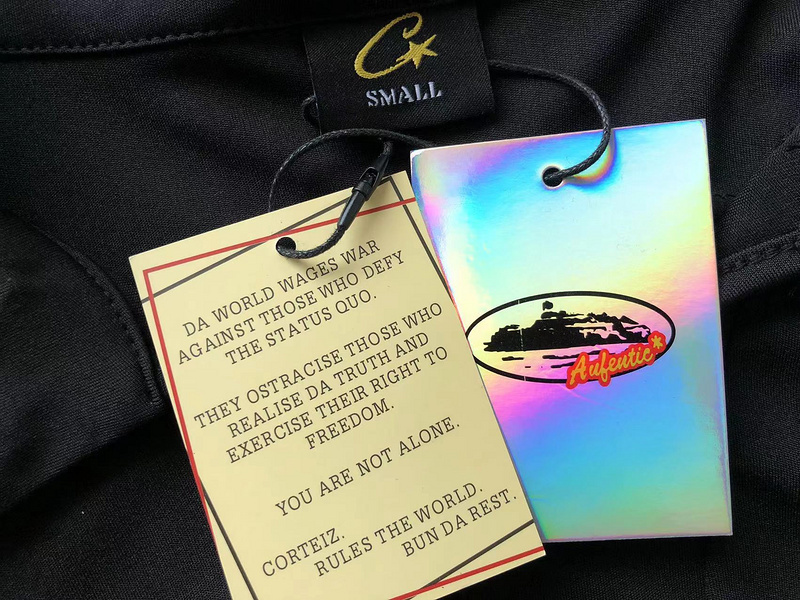 C
SMALL
DA WORLD WAGES WAR
AGAINST THOSE WHO DEFY
THE STATUS QUO.
THEY OSTRACISE THOSE WHO
REALISE DA TRUTH AND
EXERCISE THEIR RIGHT TO
FREEDOM.
YOU ARE NOT ALONE.
CORTEIZ.
RULES THE WORLD.
BUN DA REST.
Aufentic*